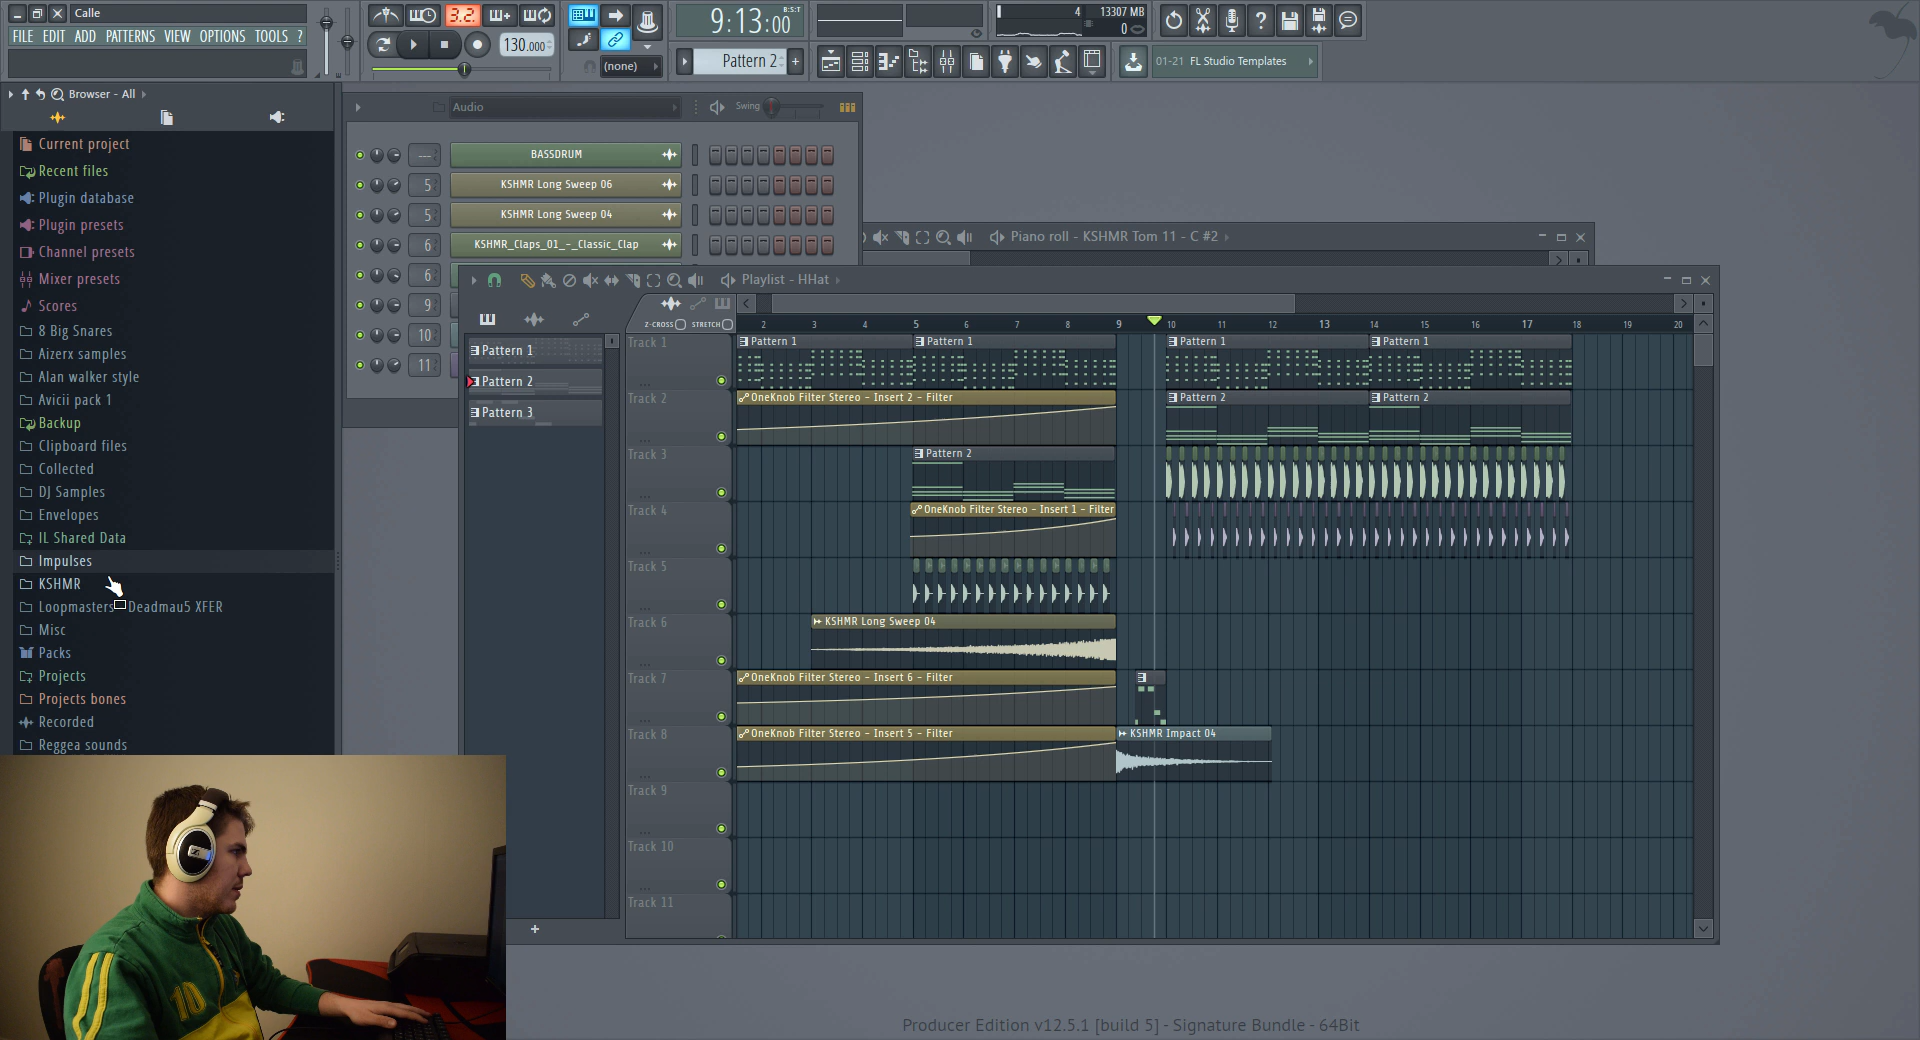 Calle
FILE EDIT ADD PATTERNS VIEW OPTIONS TOOLS ?
3.2.
130.000
(none)
9:13:00
B:S:T
Pattern 2
+
4
13307 MB
0
01-21 FL Studio Templates
Browser - All
Current project
Recent files
Plugin database
Plugin presets
Channel presets
Mixer presets
Scores
8 Big Snares
Aizerx samples
Alan walker style
Avicii pack 1
Backup
Clipboard files
Collected
DJ Samples
Envelopes
IL Shared Data
Impulses
KSHMR
Loopmasters
Deadmau5 XFER
Misc
Packs
Projects
Projects bones
Recorded
Reggea sounds
Audio
Swing
--- BASSDRUM
5 KSHMR Long Sweep 06
5 KSHMR Long Sweep 04
6 KSHMR_Claps_01_-_Classic_Clap
6
9
10
11
Piano roll - KSHMR Tom 11 - C #2
Playlist - HHat
Z-CROSS STRETCH
2 3 4 5 6 7 8 9 10 11 12 13 14 15 16 17 18 19 20
Pattern 1
Pattern 2
Pattern 3
+
Track 1
Pattern 1
Pattern 1
Pattern 1
Pattern 1
Track 2
OneKnob Filter Stereo - Insert 2 - Filter
Pattern 2
Pattern 2
Track 3
Pattern 2
Track 4
OneKnob Filter Stereo - Insert 1 - Filter
Track 5
Track 6
KSHMR Long Sweep 04
Track 7
OneKnob Filter Stereo - Insert 6 - Filter
Track 8
OneKnob Filter Stereo - Insert 5 - Filter
KSHMR Impact 04
Track 9
Track 10
Track 11
10
Producer Edition v12.5.1 [build 5] - Signature Bundle - 64Bit